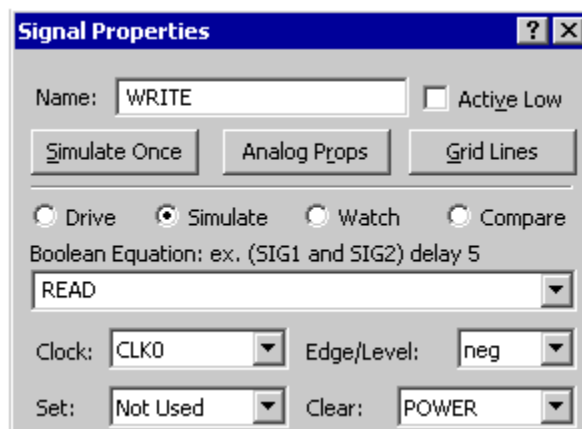 Signal Properties
Name: WRITE Active Low
Simulate Once Analog Props Grid Lines
Drive Simulate Watch Compare
Boolean Equation: ex. (SIG1 and SIG2) delay 5
READ
Clock: CLK0 Edge/Level: neg
Set: Not Used Clear: POWER